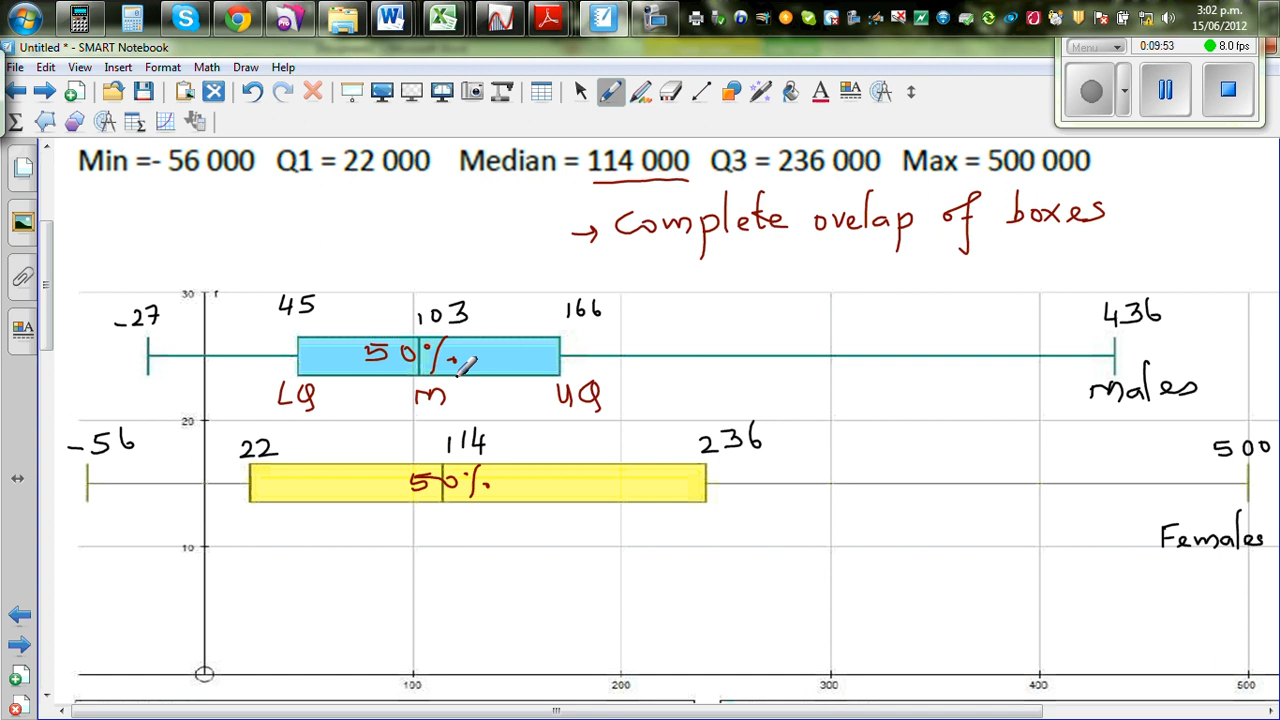 3:02 p.m.
15/06/2012
Untitled * - SMART Notebook
File Edit View Insert Format Math Draw Help
Menu
0:09:53
8.0 fps
Min =- 56 000 Q1 = 22 000 Median = 114 000 Q3 = 236 000 Max = 500 000
→ Complete ovelap of boxes
30 f
-27 45 103 166 436
50%.
LQ m UQ males
20
-56 22 114 236 500
50%.
Females
10
100 200 300 400 500